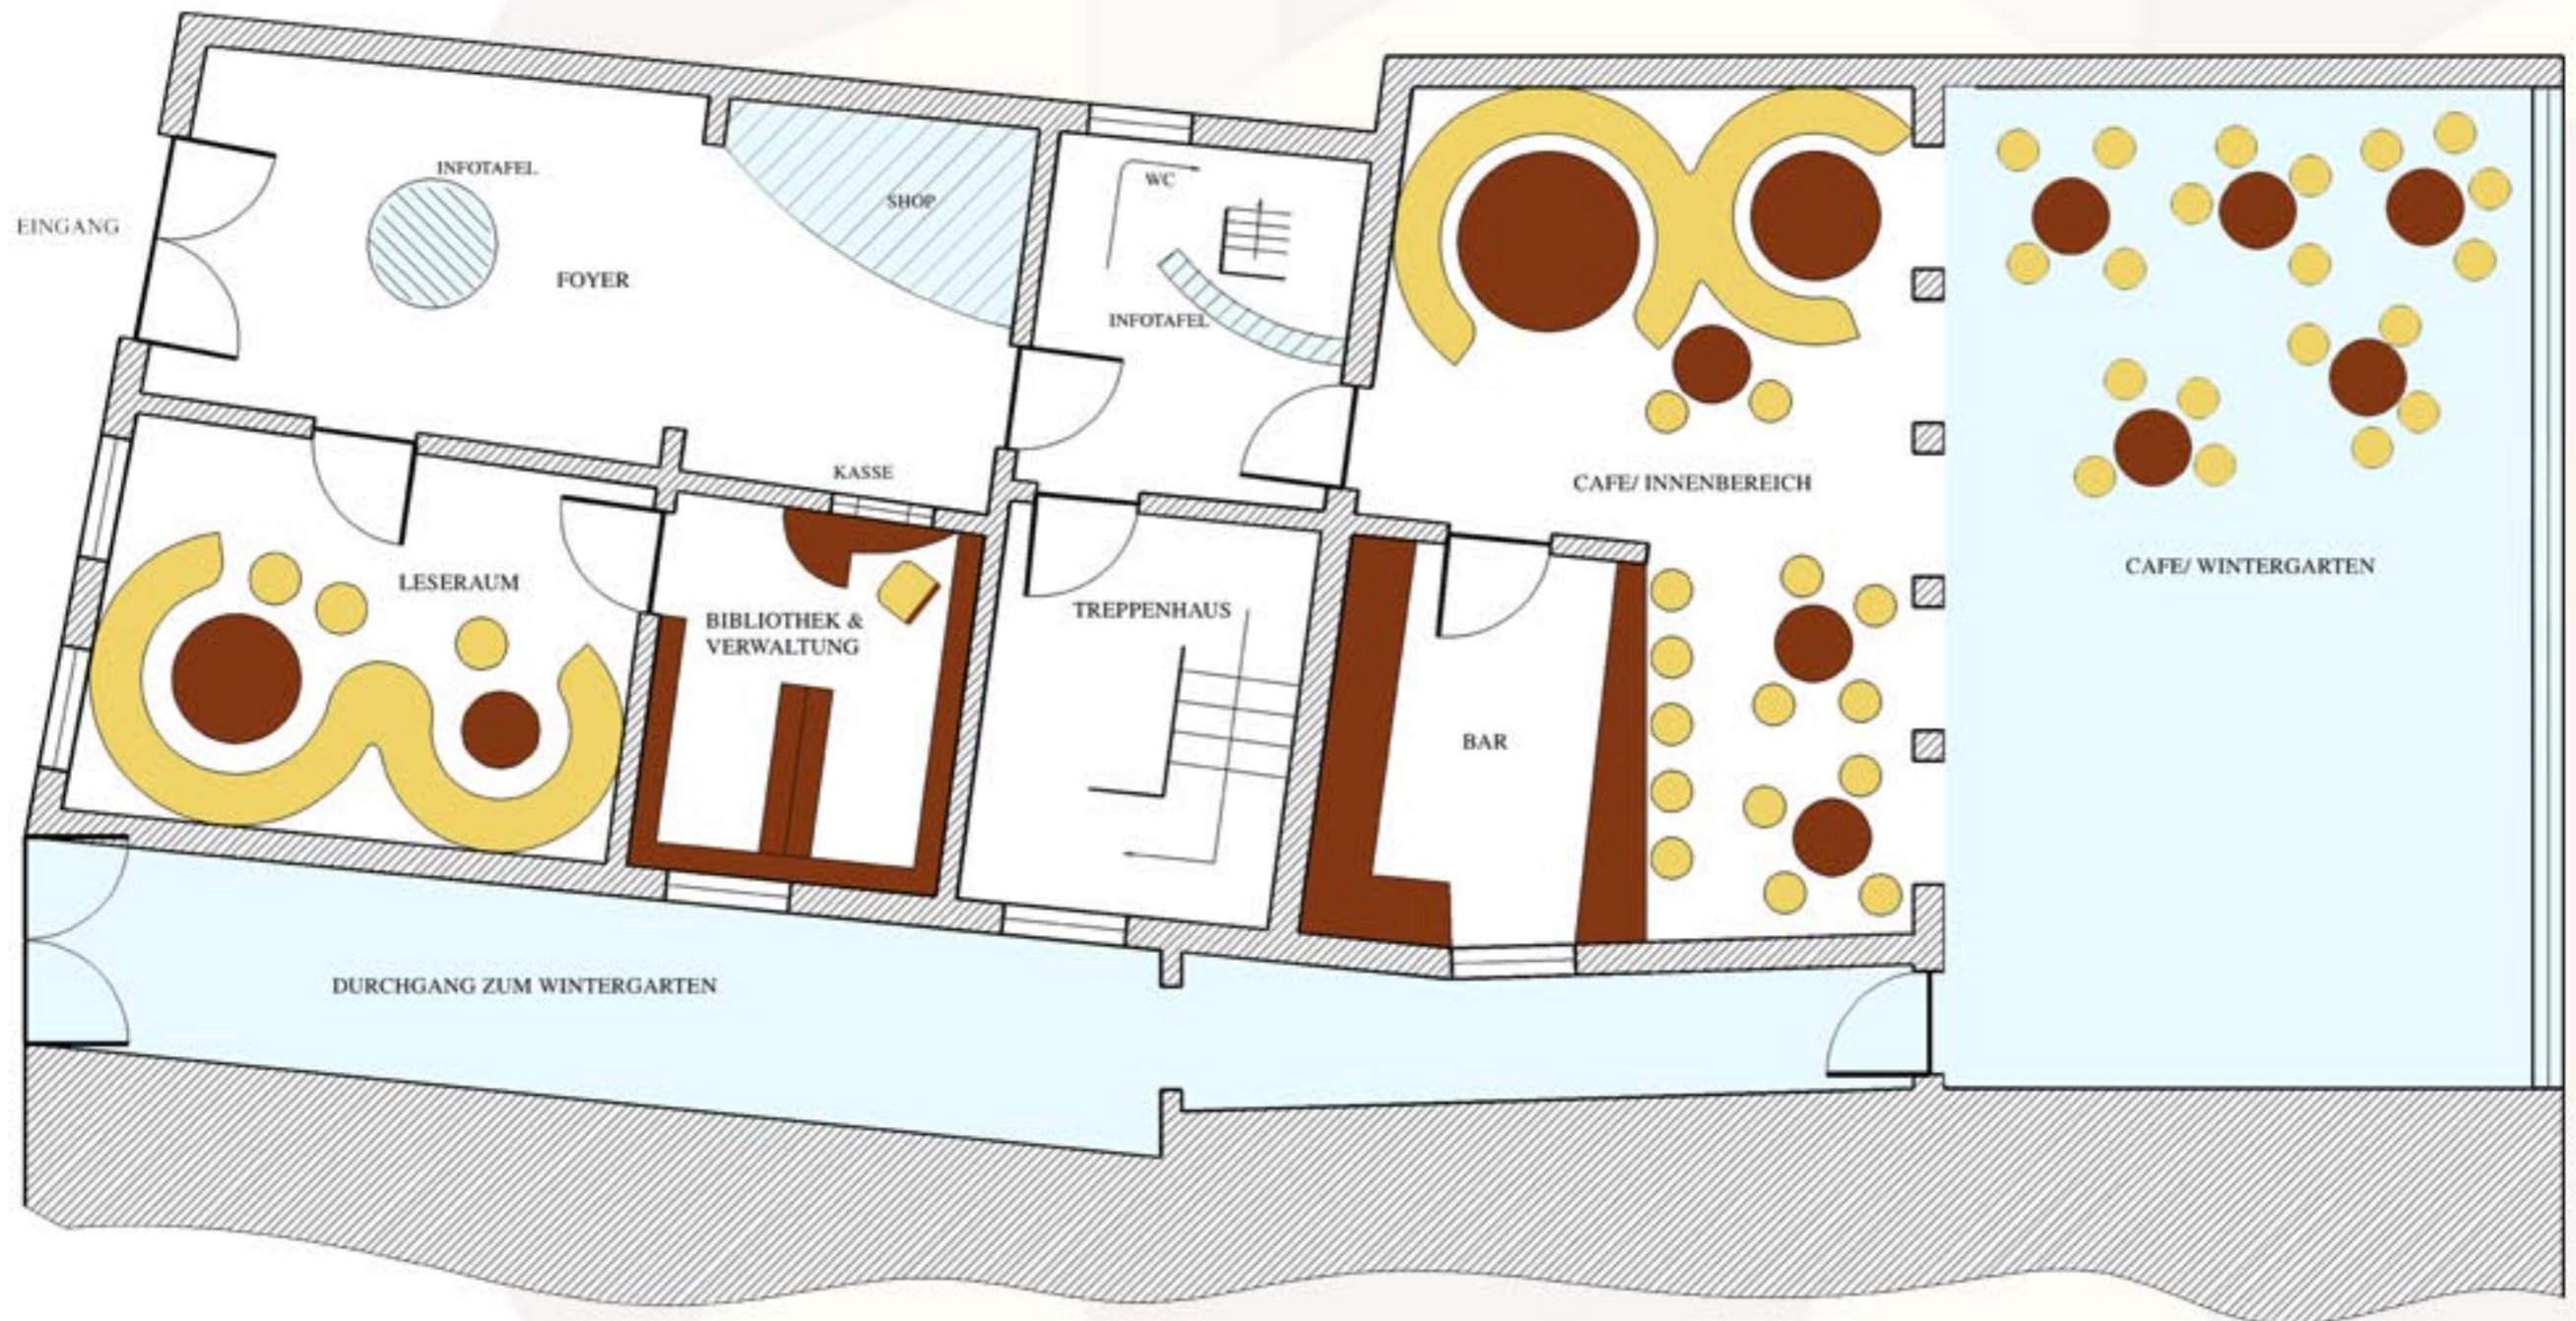 INFOTAFEL
WC
SHOP
EINGANG
FOYER
INFOTAFEL
KASSE
CAFE/ INNENBEREICH
CAFE/ WINTERGARTEN
LESERAUM
BIBLIOTHEK &
VERWALTUNG
TREPPENHAUS
BAR
DURCHGANG ZUM WINTERGARTEN